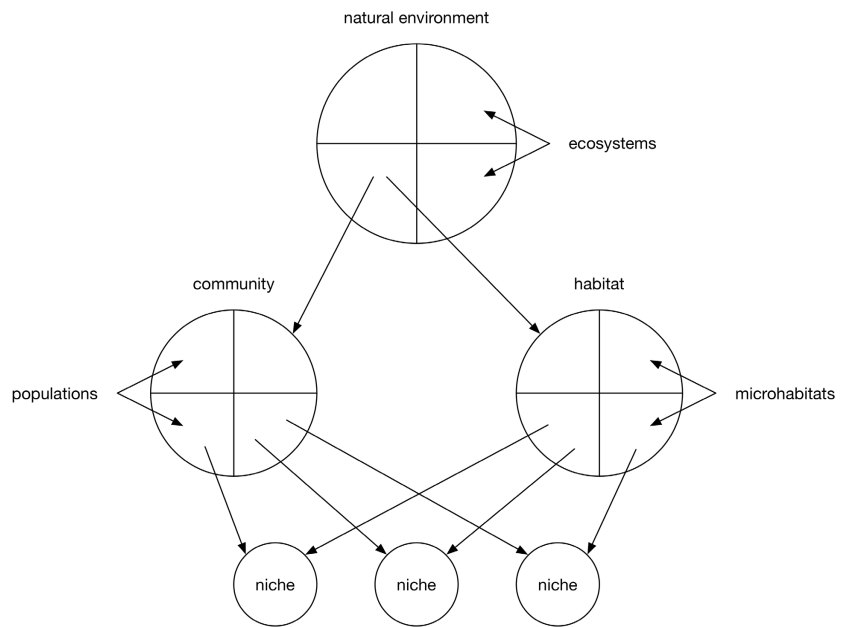 natural environment
ecosystems
community
habitat
populations
microhabitats
niche
niche
niche